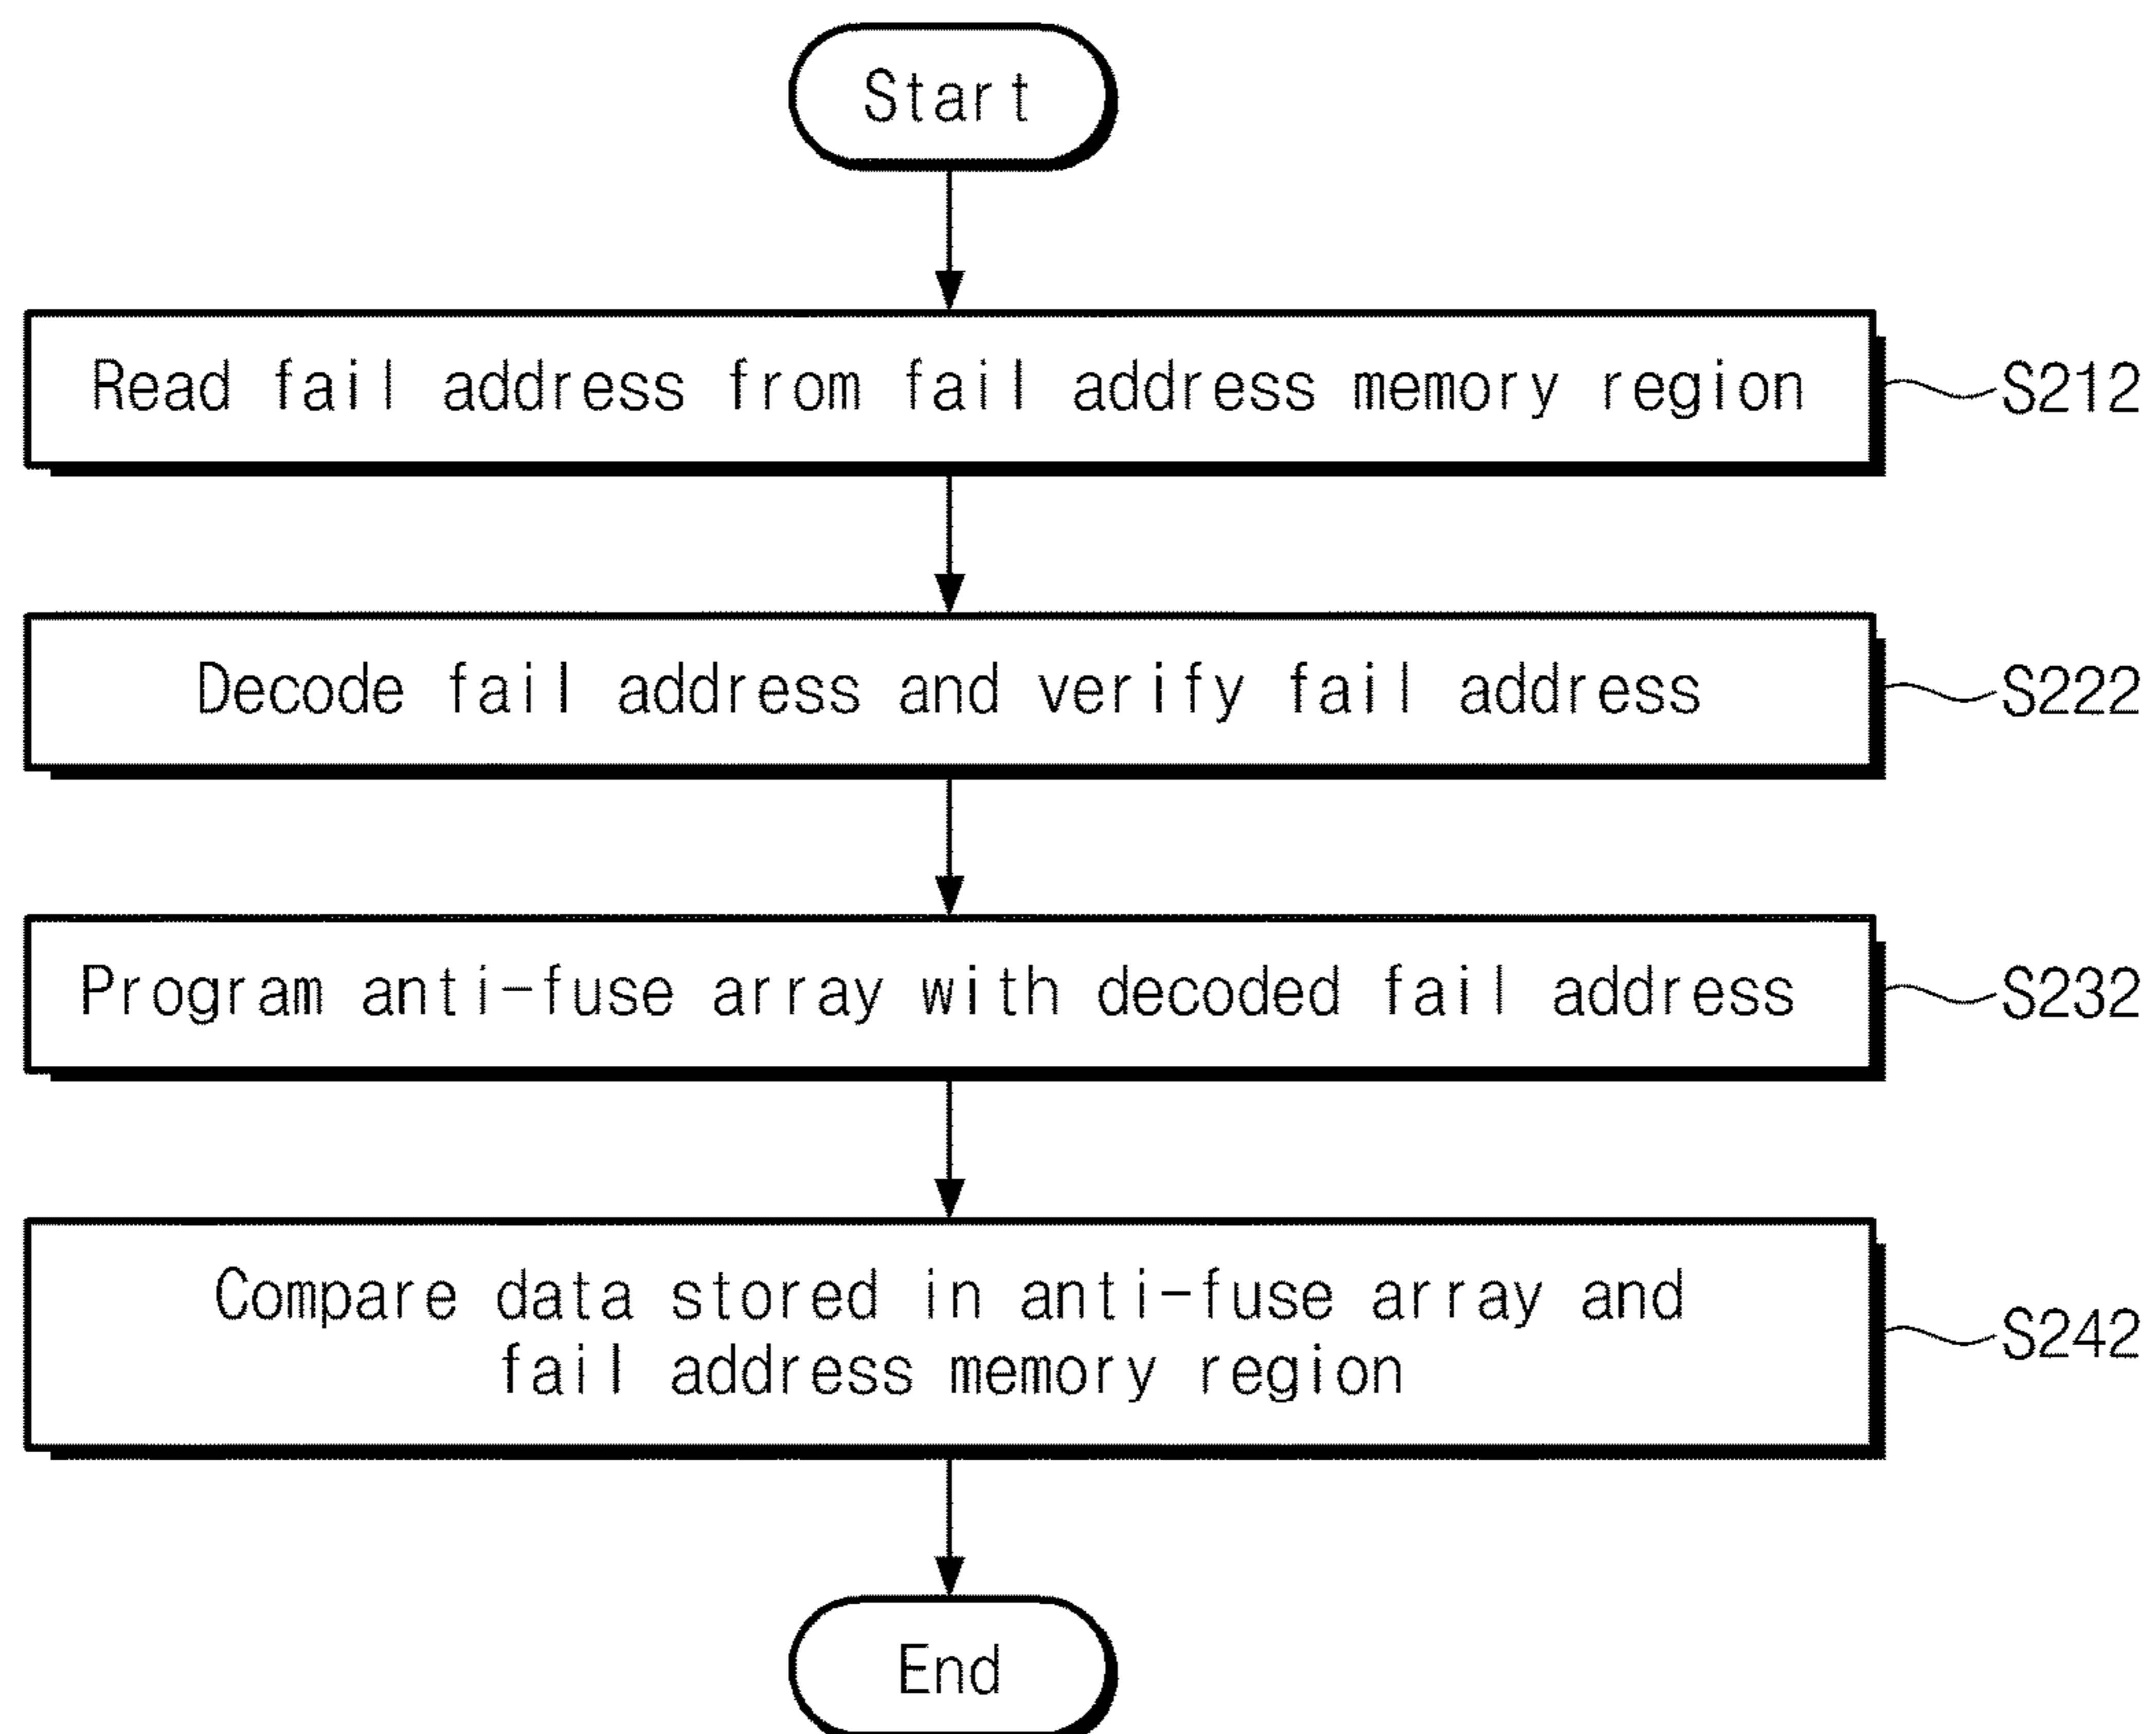 Start
Read fail address from fail address memory region
S212
Decode fail address and verify fail address
S222
Program anti-fuse array with decoded fail address
S232
Compare data stored in anti-fuse array and
fail address memory region
S242
End